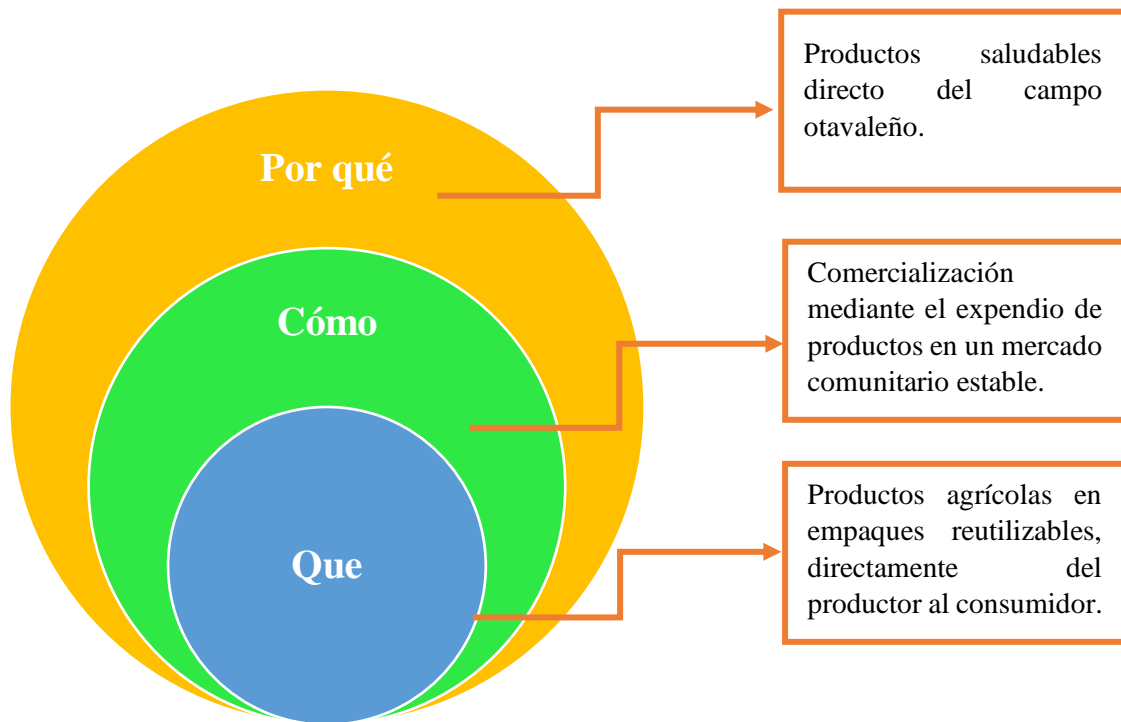 Por qué
Productos saludables
directo del campo
otavaleño.
Cómo
Comercialización
mediante el expendio de
productos en un mercado
comunitario estable.
Que
Productos agrícolas en
empaques reutilizables,
directamente del
productor al consumidor.